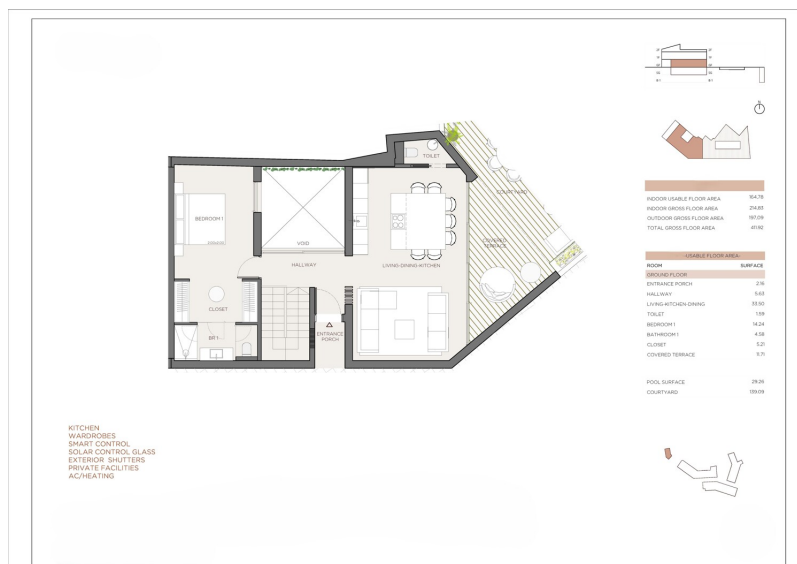 TOILET
COURTYARD
BEDROOM 1
VOID
COVERED
TERRACE
HALLWAY
LIVING-DINING-KITCHEN
CLOSET
BR 1
ENTRANCE
PORCH
KITCHEN
WARDROBES
SMART CONTROL
SOLAR CONTROL GLASS
EXTERIOR SHUTTERS
PRIVATE FACILITIES
AC/HEATING
N
INDOOR USABLE FLOOR AREA 164,78
INDOOR GROSS FLOOR AREA 214,83
OUTDOOR GROSS FLOOR AREA 197,09
TOTAL GROSS FLOOR AREA 411,92
USABLE FLOOR AREA
ROOM SURFACE
GROUND FLOOR
ENTRANCE PORCH 2,16
HALLWAY 5,63
LIVING-KITCHEN-DINING 33,50
TOILET 1,59
BEDROOM 1 14,24
BATHROOM 1 4,58
CLOSET 5,21
COVERED TERRACE 5,71
POOL SURFACE 29,26
COURTYARD 139,09